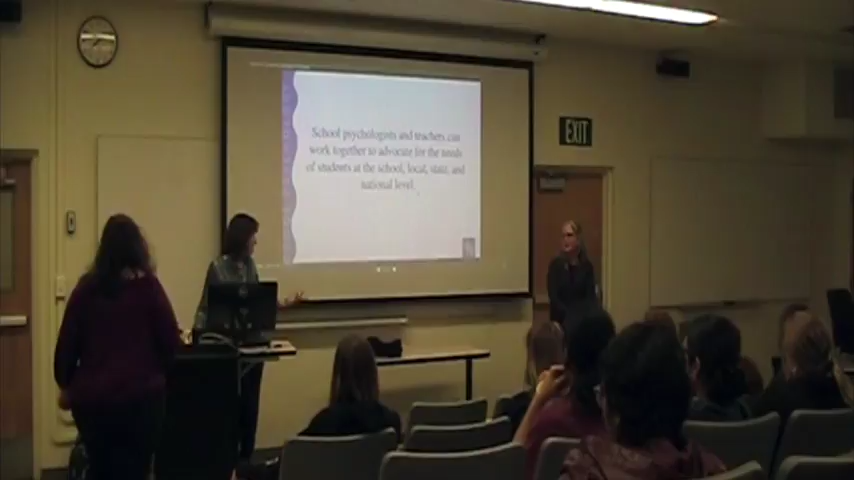 School psychologists and teachers can
work together to advocate for the needs
of students at the school, local, state, and
national level.
EXIT